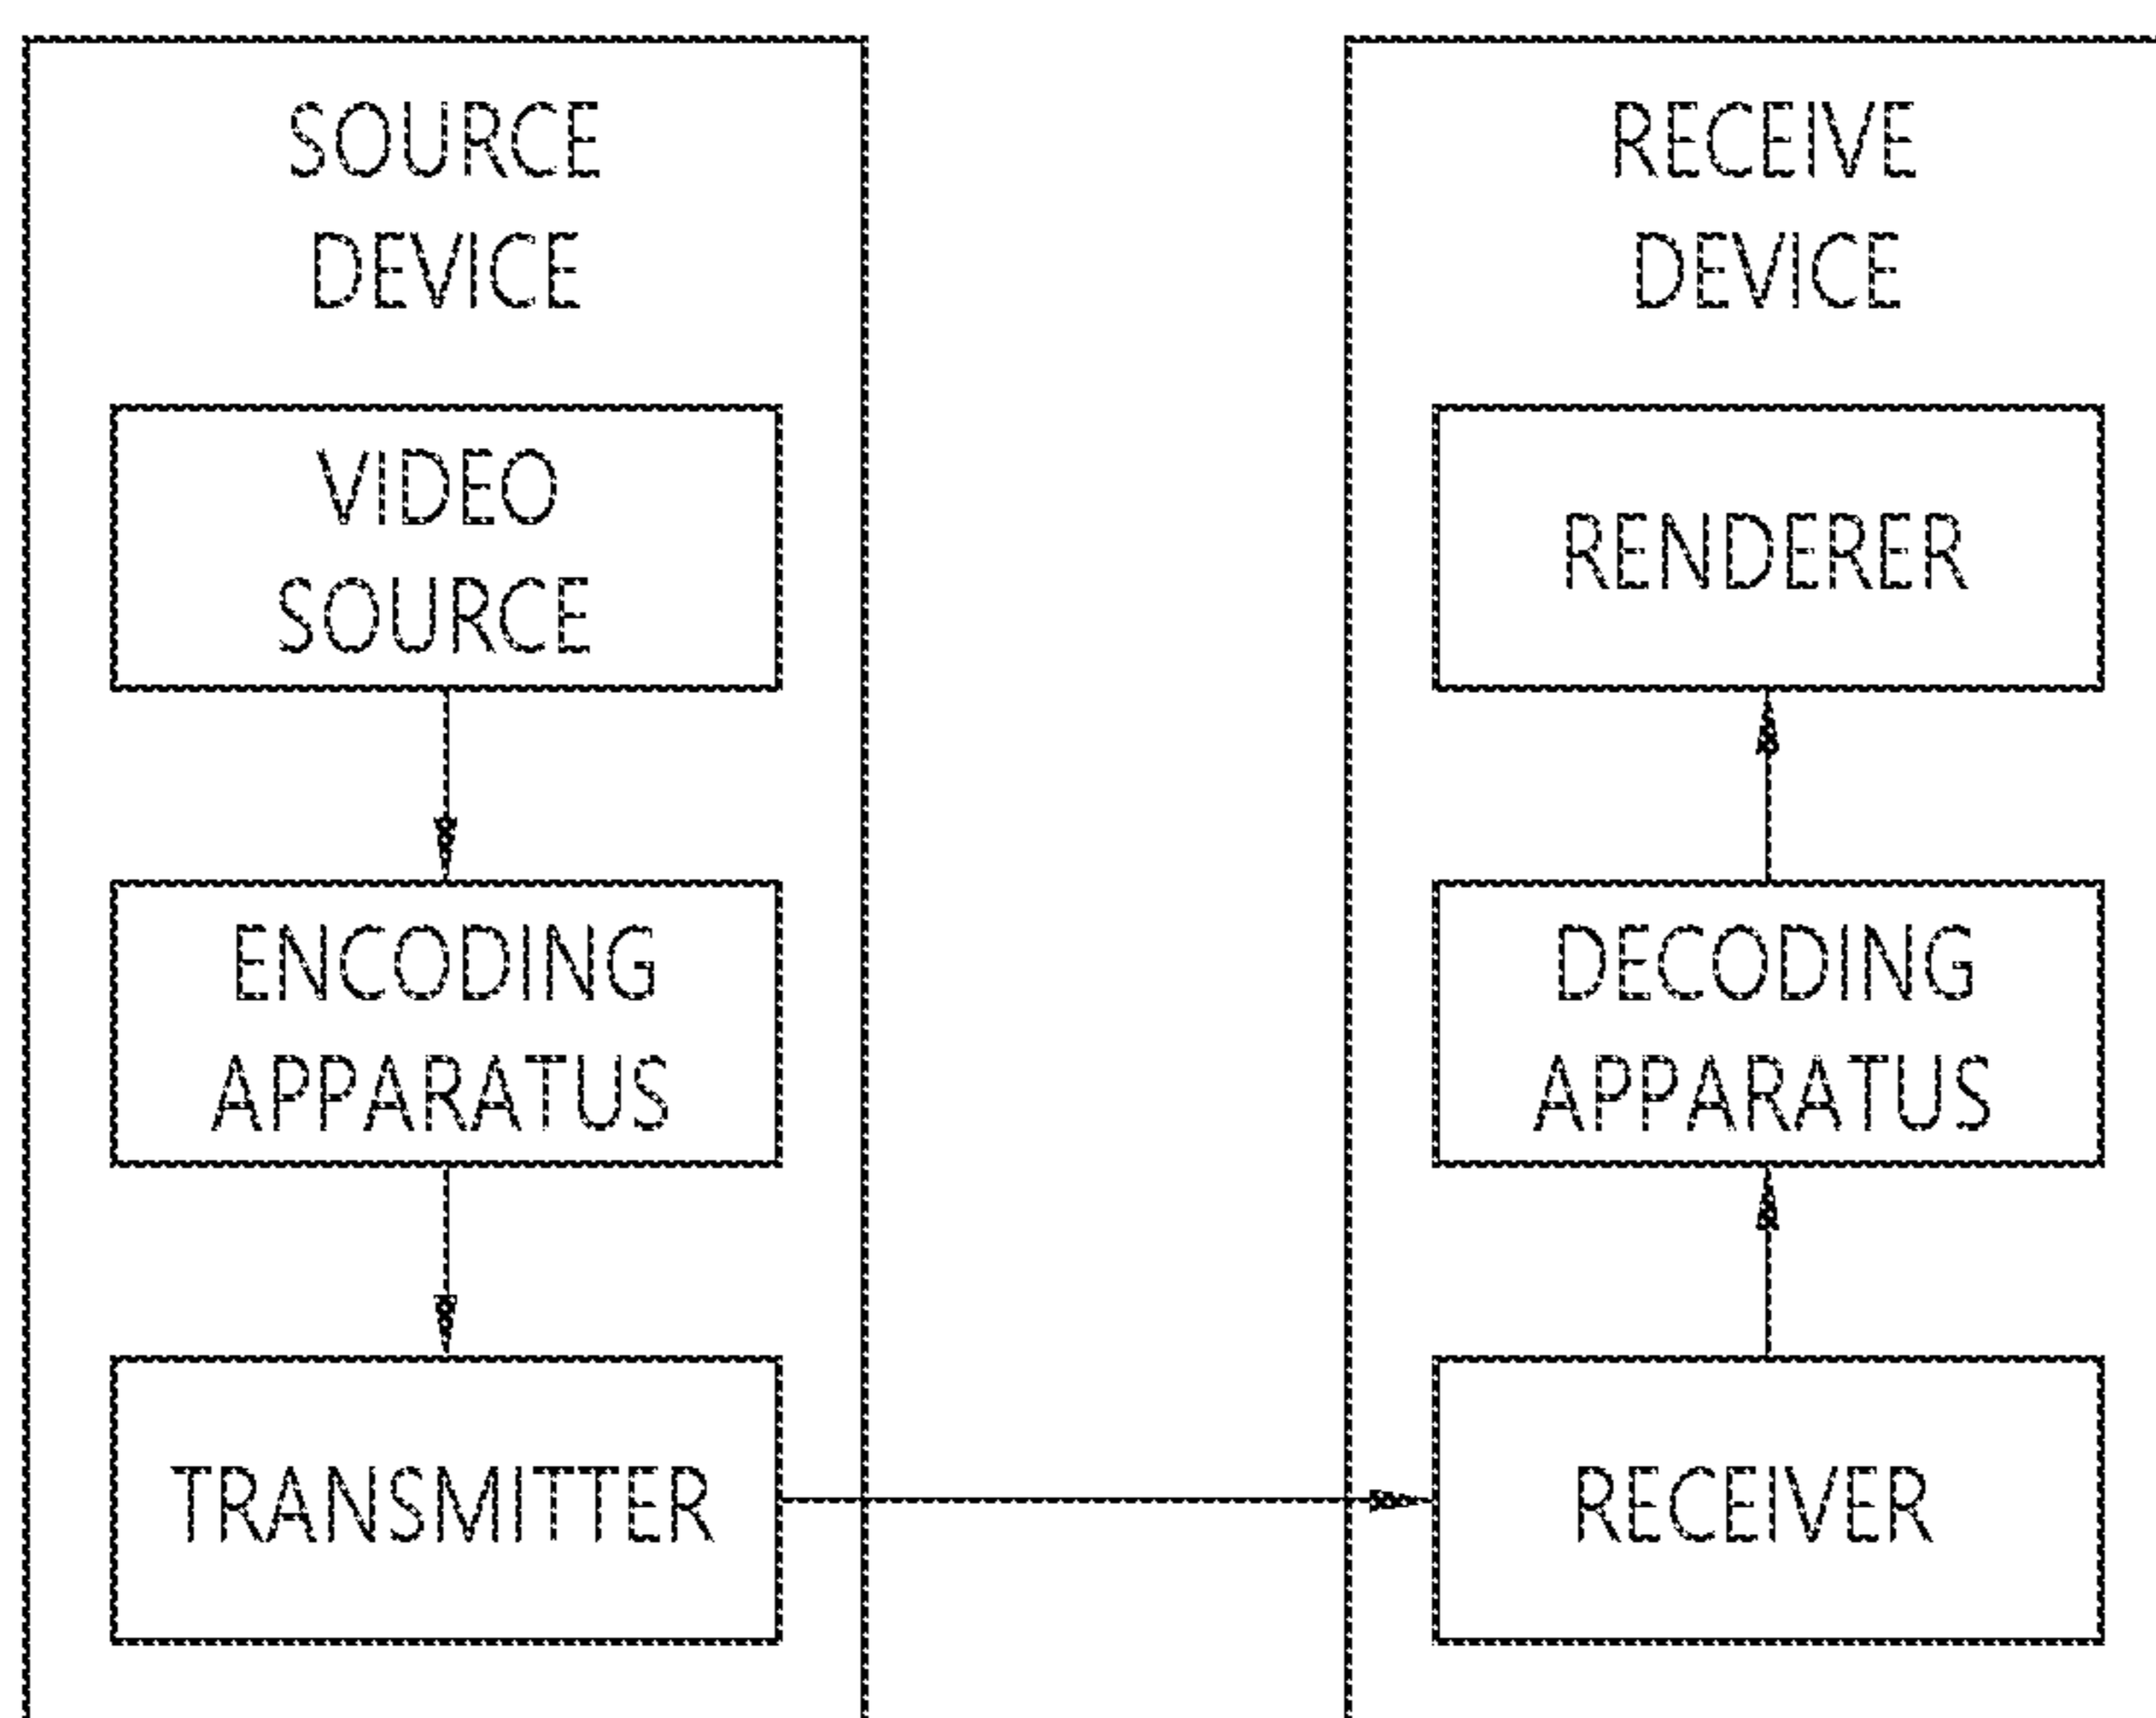 SOURCE
DEVICE
VIDEO
SOURCE
ENCODING
APPARATUS
TRANSMITTER
RECEIVE
DEVICE
RENDERER
DECODING
APPARATUS
RECEIVER